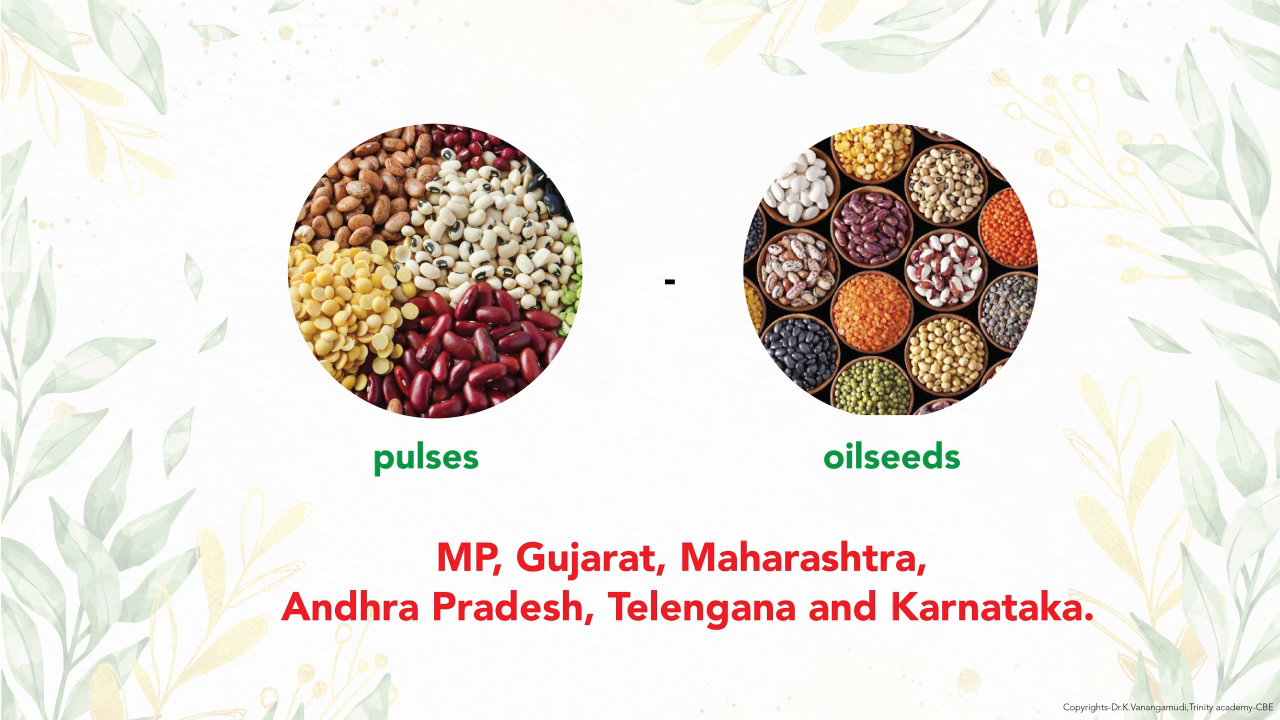 -
pulses
oilseeds
MP, Gujarat, Maharashtra,
Andhra Pradesh, Telengana and Karnataka.
Copyrights-Dr.K.Vanangamudi,Trinity academy-CBE